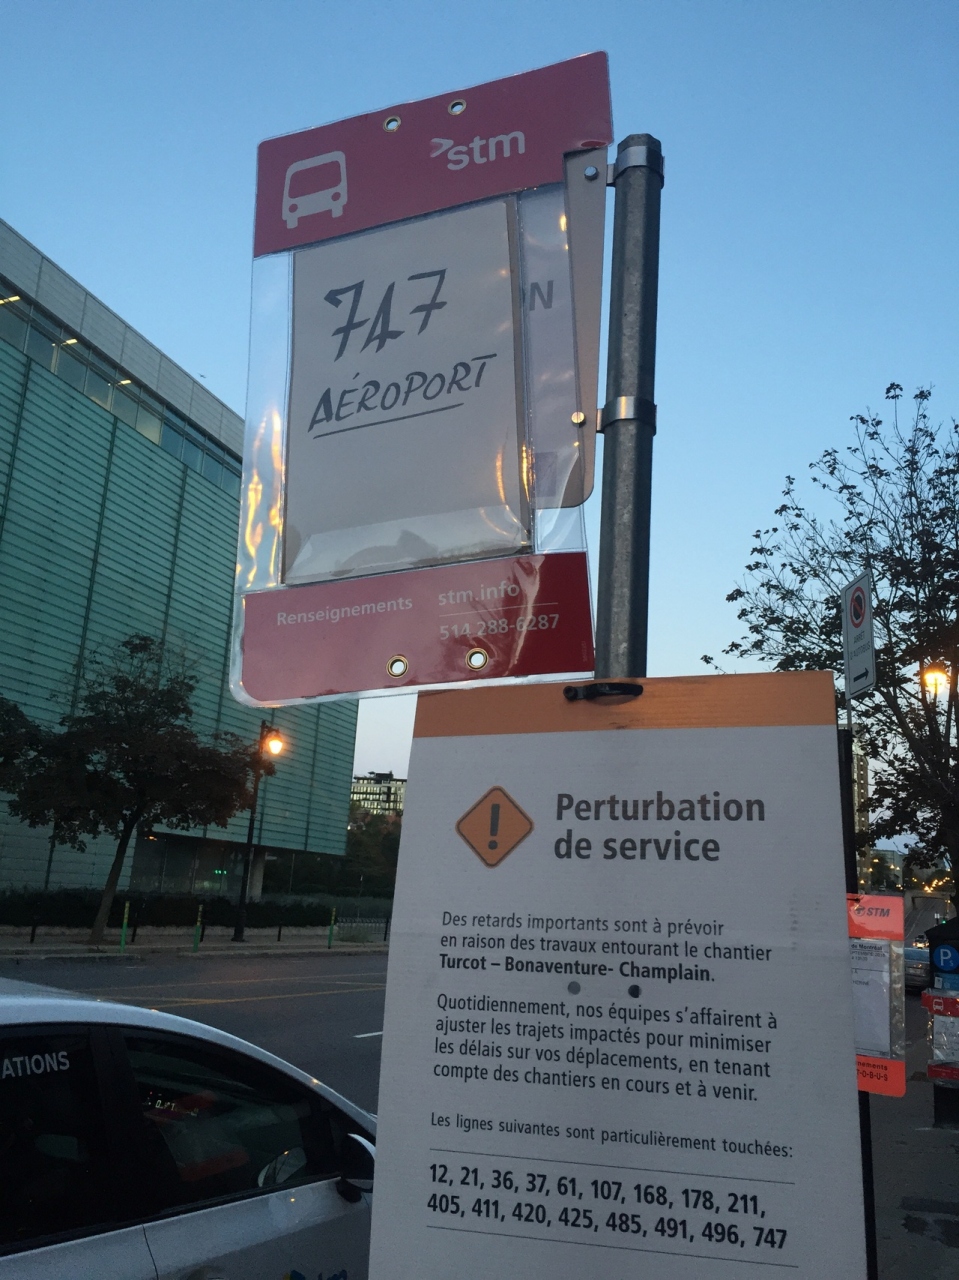 stm
747
AÉROPORT
N
Renseignements stm.info
514 288-6287
Perturbation
de service
Des retards importants sont à prévoir
en raison des travaux entourant le chantier
Turcot – Bonaventure- Champlain.
Quotidiennement, nos équipes s'affairent à
ajuster les trajets impactés pour minimiser
les délais sur vos déplacements, en tenant
compte des chantiers en cours et à venir.
Les lignes suivantes sont particulièrement touchées:
12, 21, 36, 37, 61, 107, 168, 178, 211,
405, 411, 420, 425, 485, 491, 496, 747
ATIONS
STM
P